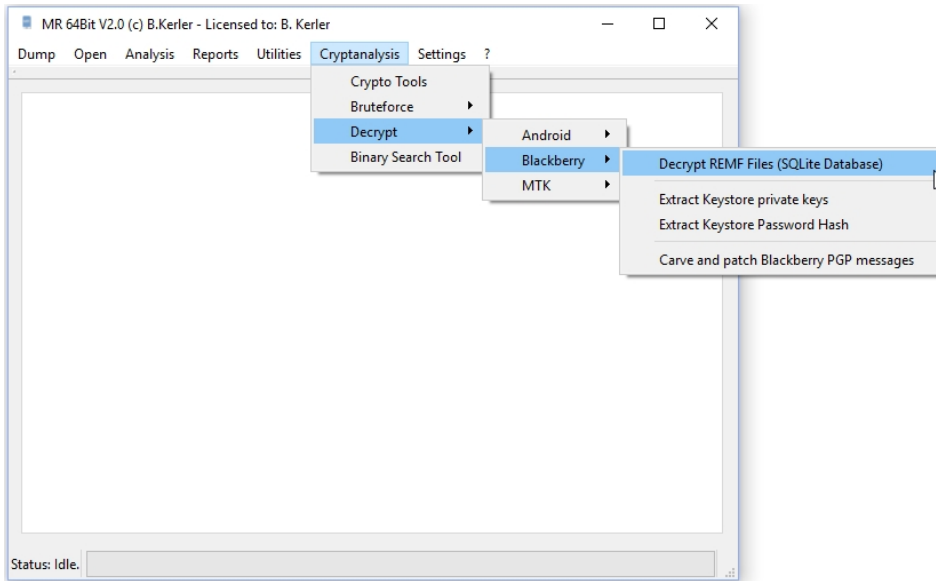 MR 64Bit V2.0 (c) B.Kerler - Licensed to: B. Kerler
Dump Open Analysis Reports Utilities Cryptanalysis Settings ?
Crypto Tools
Bruteforce
Decrypt
Binary Search Tool
Android
Blackberry
MTK
Decrypt REMF Files (SQLite Database)
Extract Keystore private keys
Extract Keystore Password Hash
Carve and patch Blackberry PGP messages
Status: Idle.